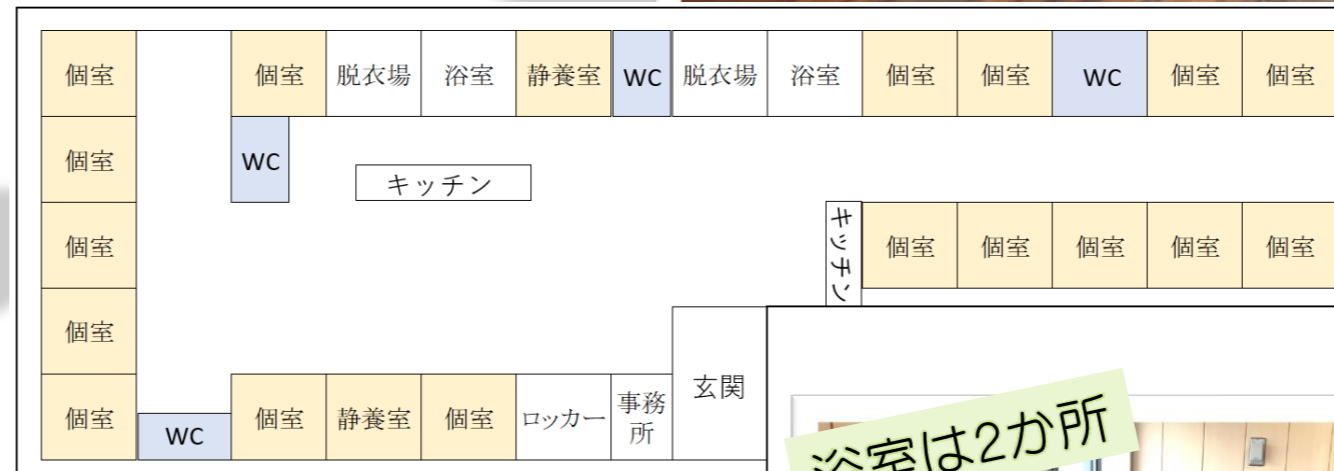 個室 個室 脱衣場 浴室 静養室 WC 脱衣場 浴室 個室 個室 WC 個室 個室
個室 WC
キッチン
個室 キッチン 個室 個室 個室 個室 個室
個室
玄関
個室 WC 個室 静養室 個室 ロッカー 事務
所
浴室は2か所